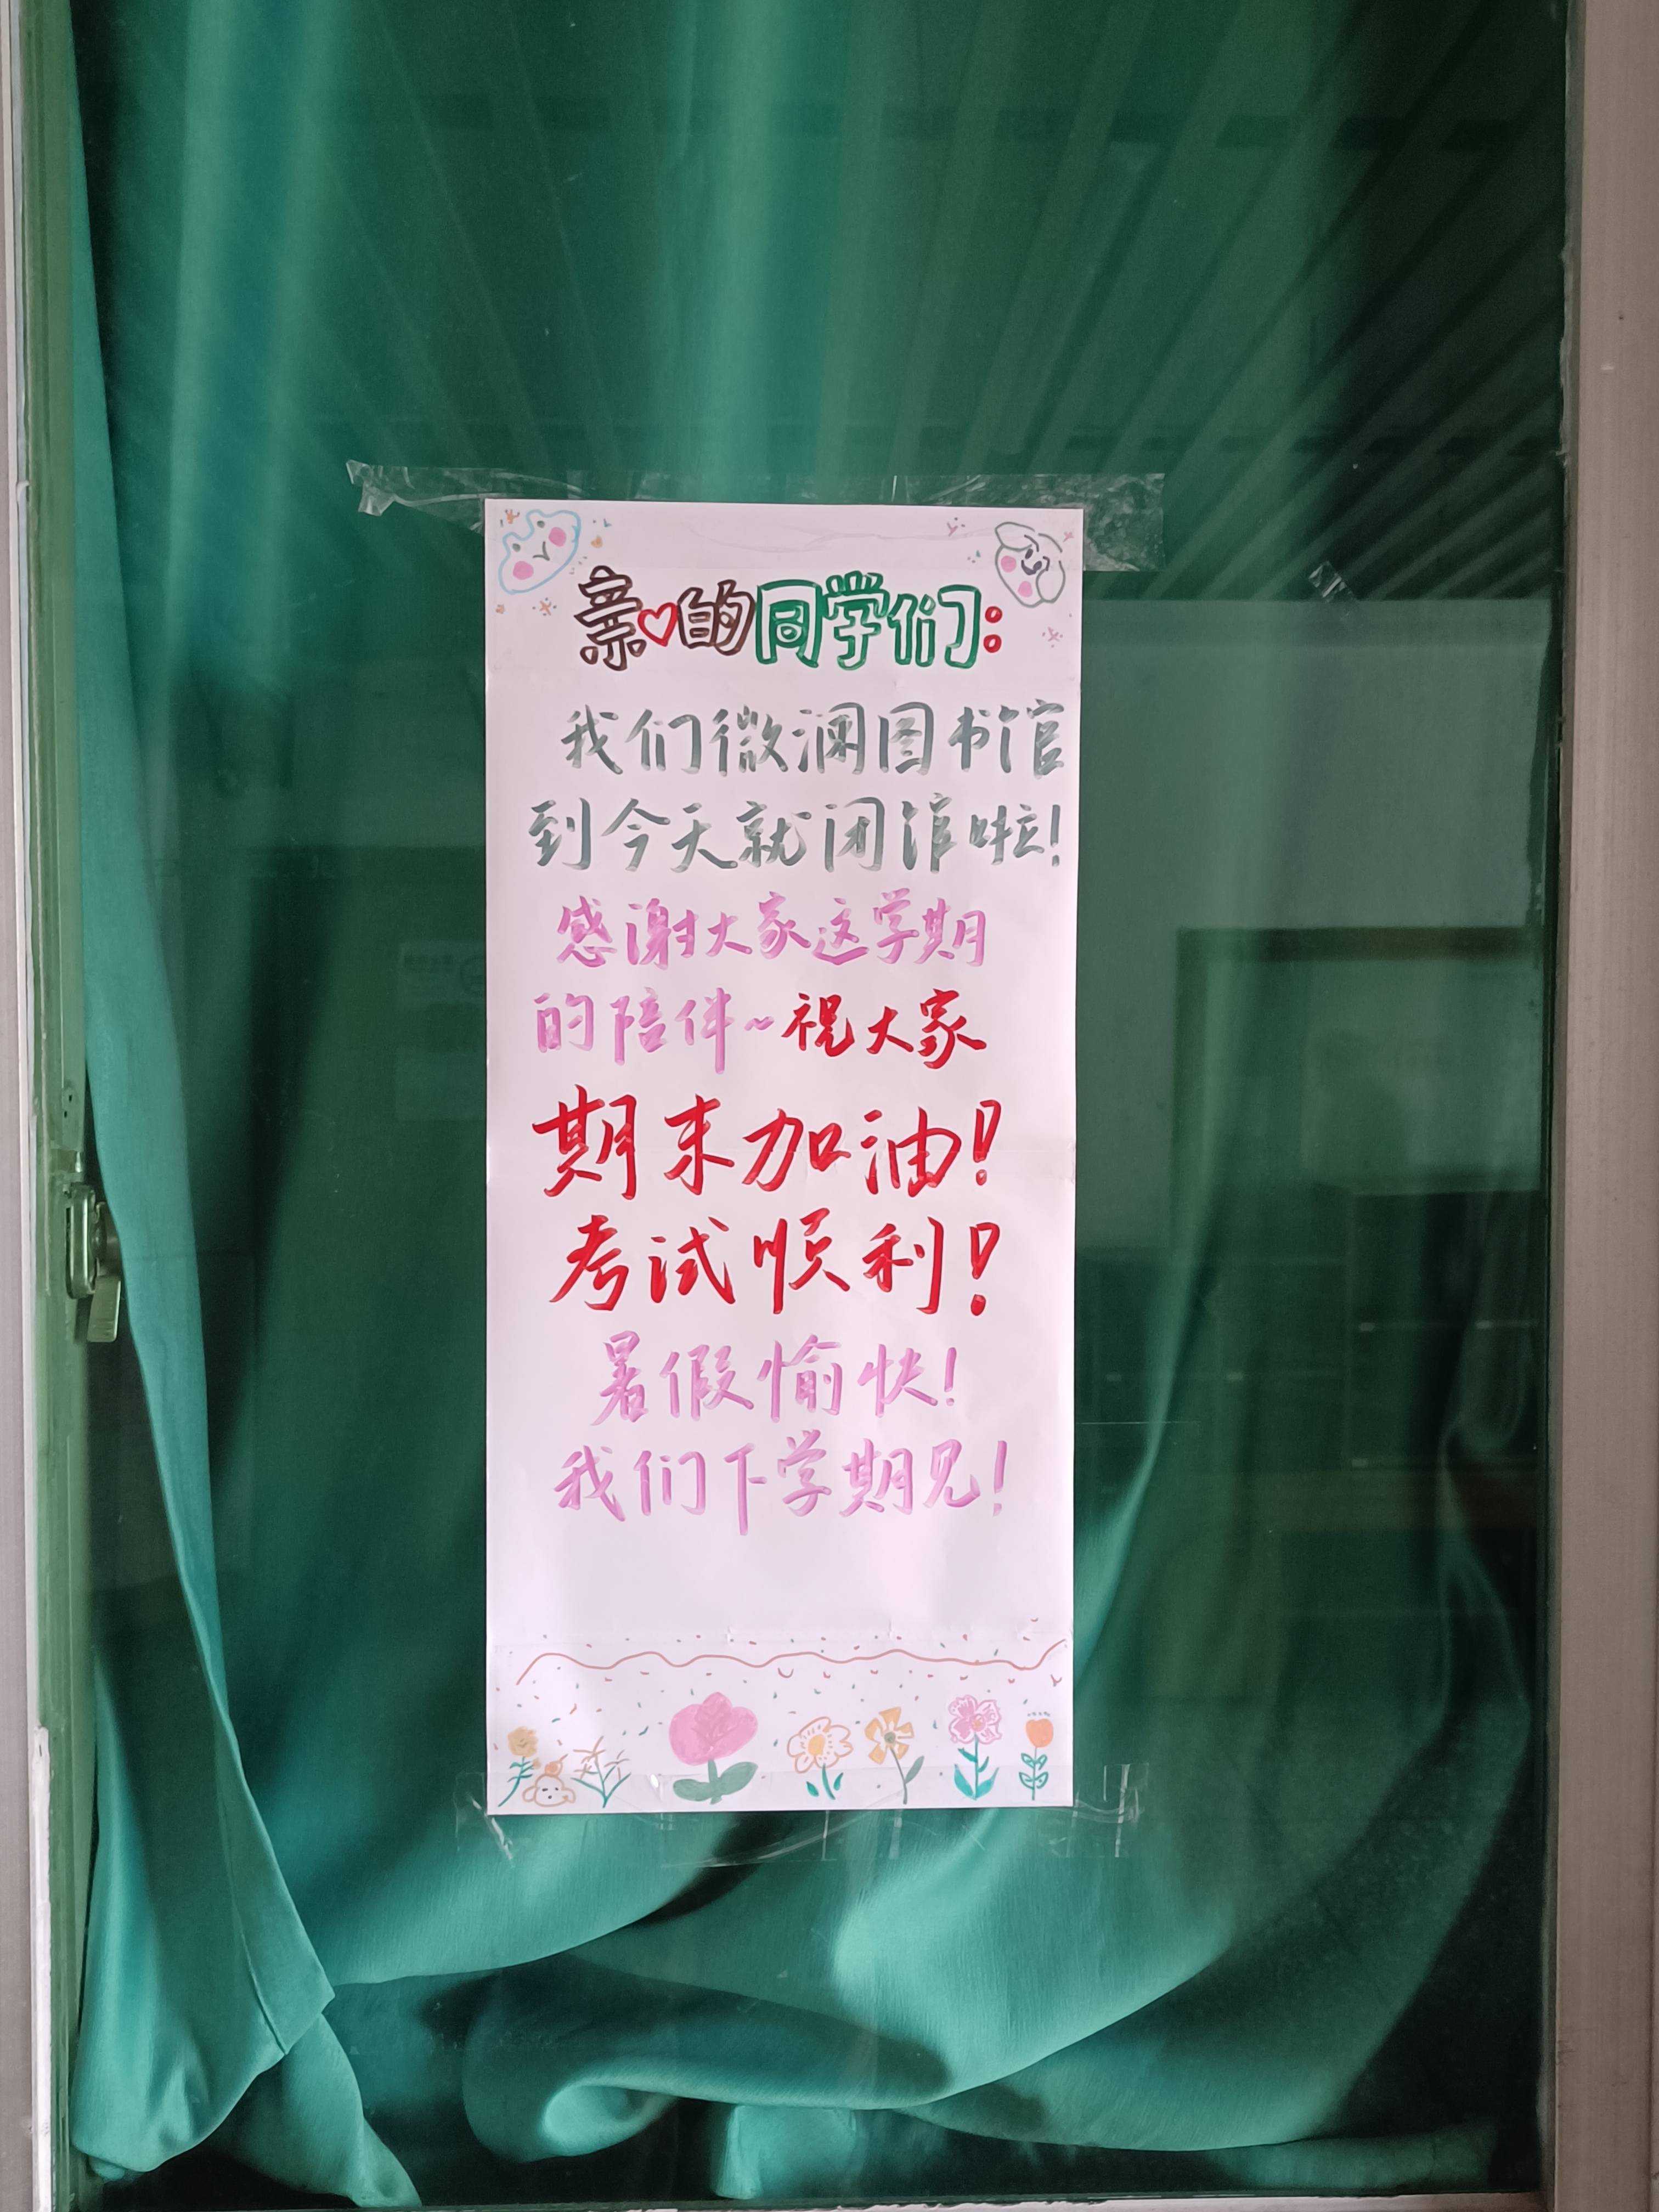 亲♡的同学们:
我们微澜图书馆
到今天就闭馆啦!
感谢大家这学期
的陪伴~祝大家
期末加油!
考试顺利!
暑假愉快!
我们下学期见!